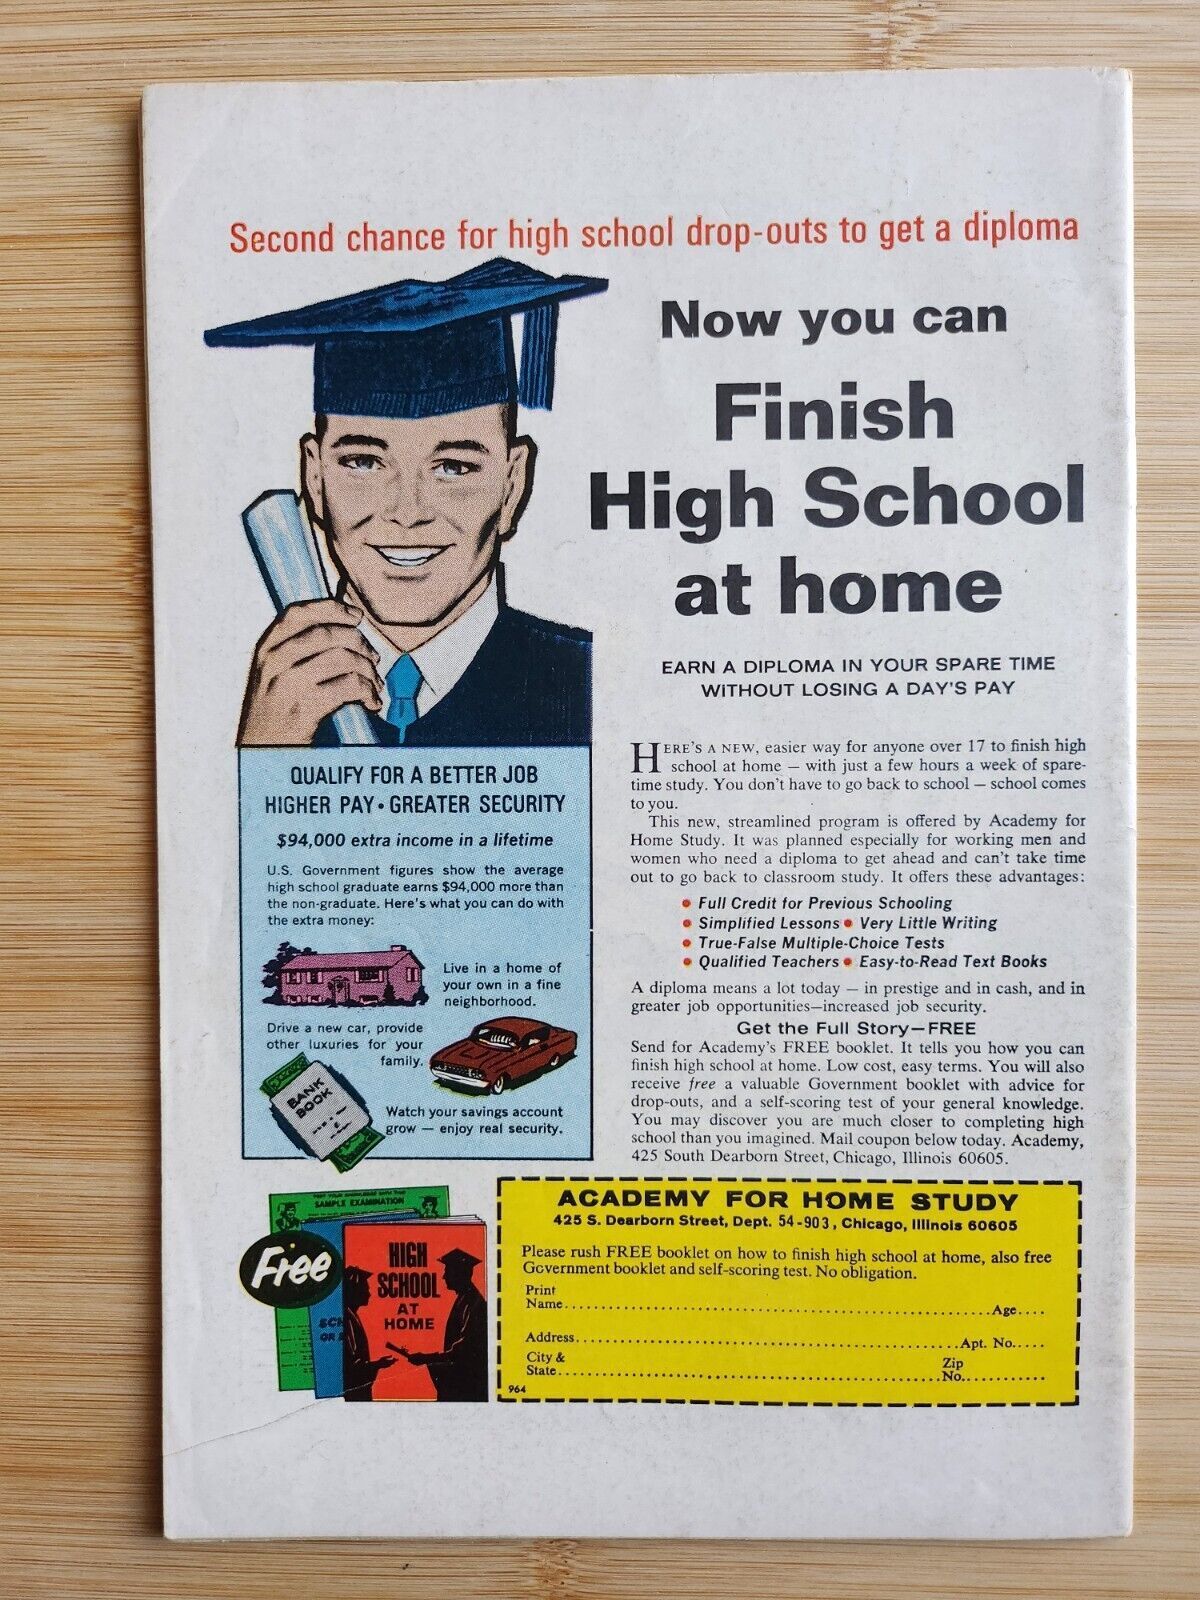 Second chance for high school drop-outs to get a diploma
Now you can
Finish
High School
at home
EARN A DIPLOMA IN YOUR SPARE TIME
WITHOUT LOSING A DAY'S PAY
QUALIFY FOR A BETTER JOB
HIGHER PAY • GREATER SECURITY
$94,000 extra income in a lifetime
U.S. Government figures show the average
high school graduate earns $94,000 more than
the non-graduate. Here's what you can do with
the extra money:
Live in a home of
your own in a fine
neighborhood.
Drive a new car, provide
other luxuries for your
family.
BANK
BOOK
Watch your savings account
grow — enjoy real security.
HERE'S A NEW, easier way for anyone over 17 to finish high
school at home — with just a few hours a week of spare-
time study. You don't have to go back to school — school comes
to you.
This new, streamlined program is offered by Academy for
Home Study. It was planned especially for working men and
women who need a diploma to get ahead and can't take time
out to go back to classroom study. It offers these advantages:
• Full Credit for Previous Schooling
• Simplified Lessons • Very Little Writing
• True-False Multiple-Choice Tests
• Qualified Teachers • Easy-to-Read Text Books
A diploma means a lot today — in prestige and in cash, and in
greater job opportunities—increased job security.
Get the Full Story—FREE
Send for Academy's FREE booklet. It tells you how you can
finish high school at home. Low cost, easy terms. You will also
receive free a valuable Government booklet with advice for
drop-outs, and a self-scoring test of your general knowledge.
You may discover you are much closer to completing high
school than you imagined. Mail coupon below today. Academy,
425 South Dearborn Street, Chicago, Illinois 60605.
SAMPLE EXAMINATION
Free
SCH
OR
HIGH
SCHOOL
AT
HOME
ACADEMY FOR HOME STUDY
425 S. Dearborn Street, Dept. 54-903, Chicago, Illinois 60605
Please rush FREE booklet on how to finish high school at home, also free
Government booklet and self-scoring test. No obligation.
Print
Name.....Age....
Address.....Apt. No.....
City &
State.....Zip No.....
964